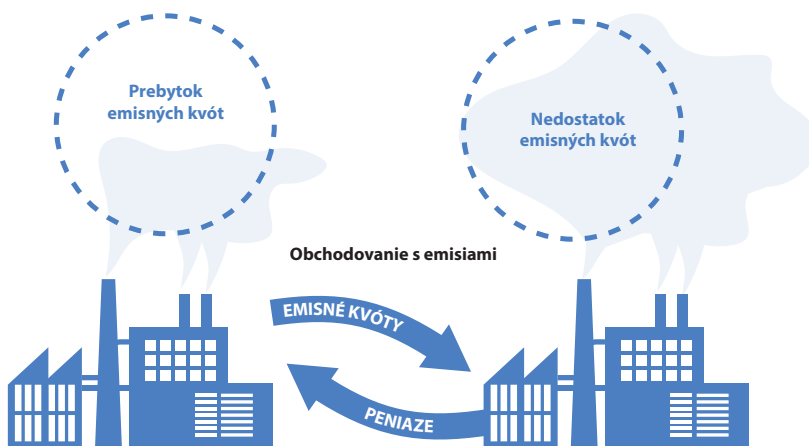 Prebytok
emisných kvót
Nedostatok
emisných kvót
Obchodovanie s emisiami
EMISNÉ KVÓTY
PENIAZE